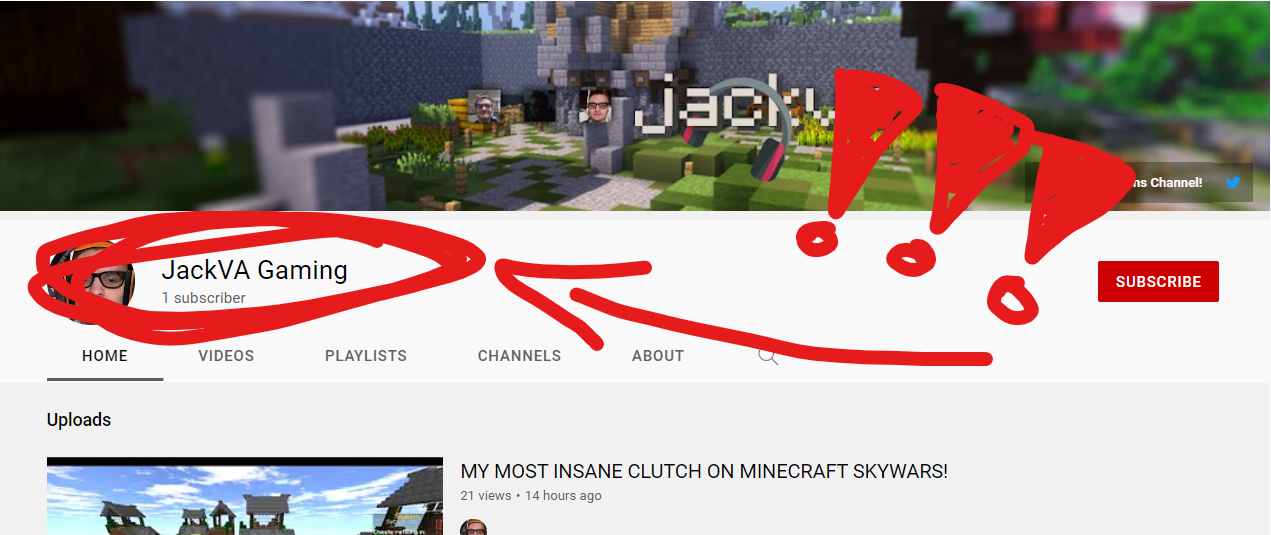 jackv
ns Channel!
JackVA Gaming
1 subscriber
SUBSCRIBE
HOME VIDEOS PLAYLISTS CHANNELS ABOUT
Uploads
MY MOST INSANE CLUTCH ON MINECRAFT SKYWARS!
21 views • 14 hours ago